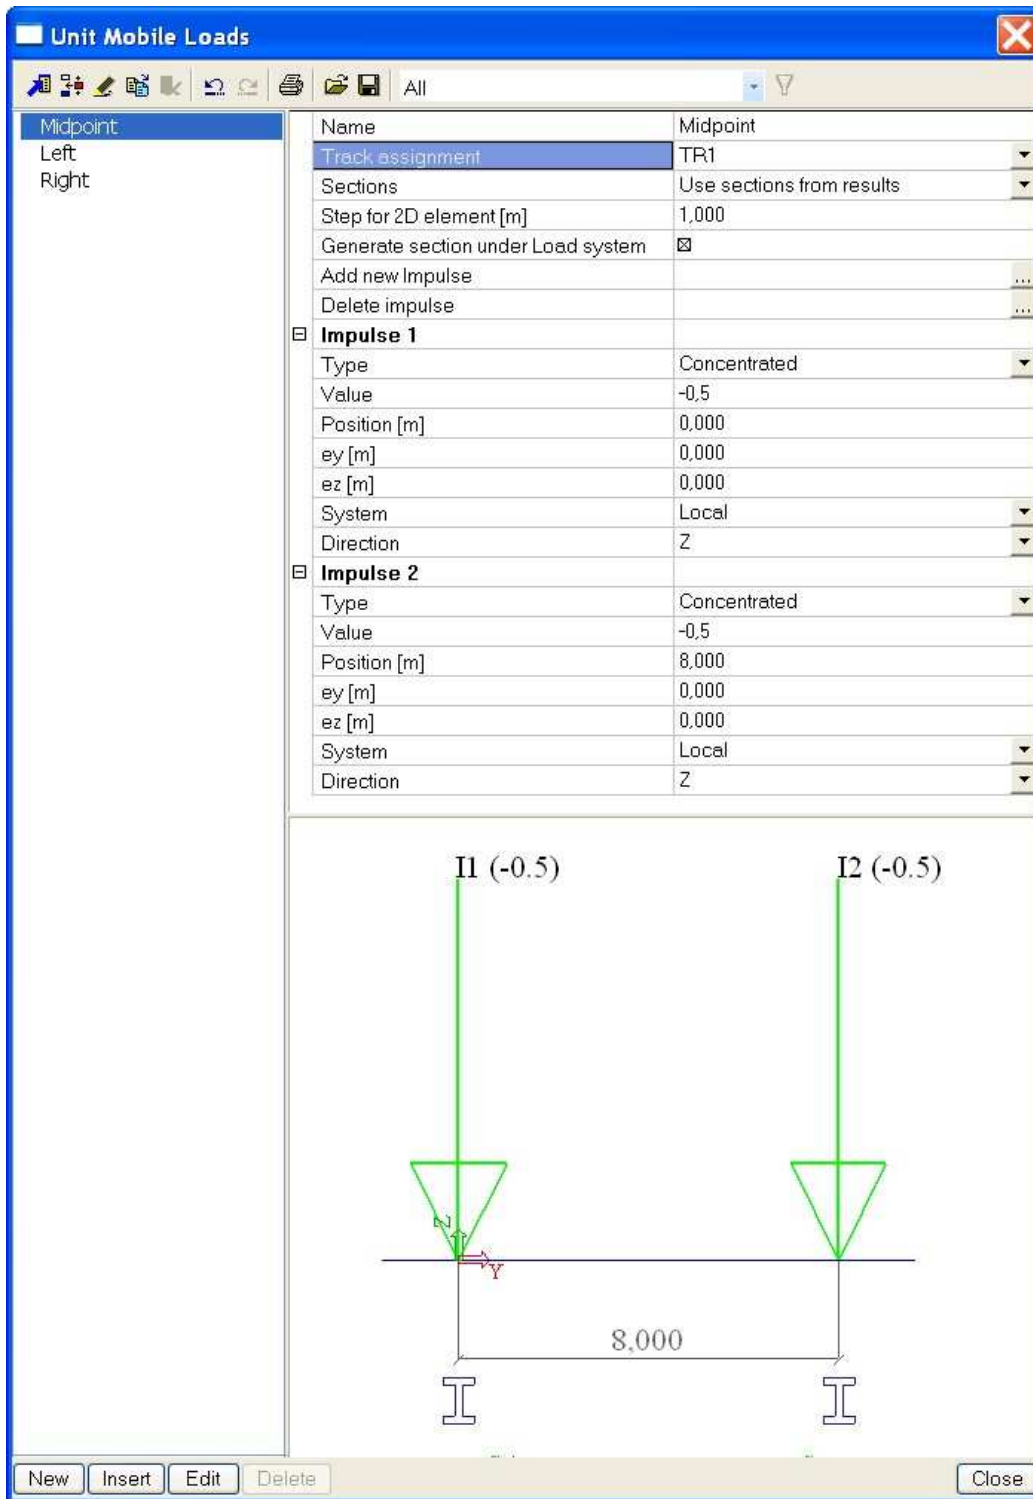 Unit Mobile Loads
All
Midpoint
Left
Right
Name Midpoint
Track assignment TR1
Sections Use sections from results
Step for 2D element [m] 1,000
Generate section under Load system
Add new Impulse ...
Delete impulse ...
Impulse 1
Type Concentrated
Value -0,5
Position [m] 0,000
ey [m] 0,000
ez [m] 0,000
System Local
Direction Z
Impulse 2
Type Concentrated
Value -0,5
Position [m] 8,000
ey [m] 0,000
ez [m] 0,000
System Local
Direction Z
I1 (-0.5) I2 (-0.5)
Z
Y
8,000
New Insert Edit Delete Close